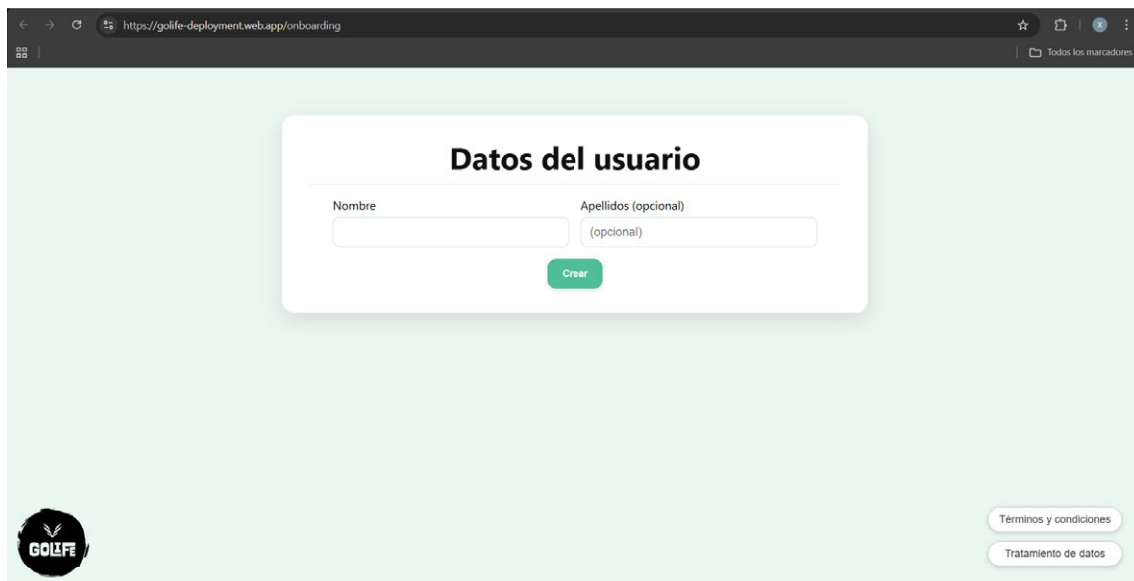 https://golife-deployment.web.app/onboarding
X
Todos los marcadores
Datos del usuario
Nombre
Apellidos (opcional)
(opcional)
Crear
GOLIFE
Términos y condiciones
Tratamiento de datos